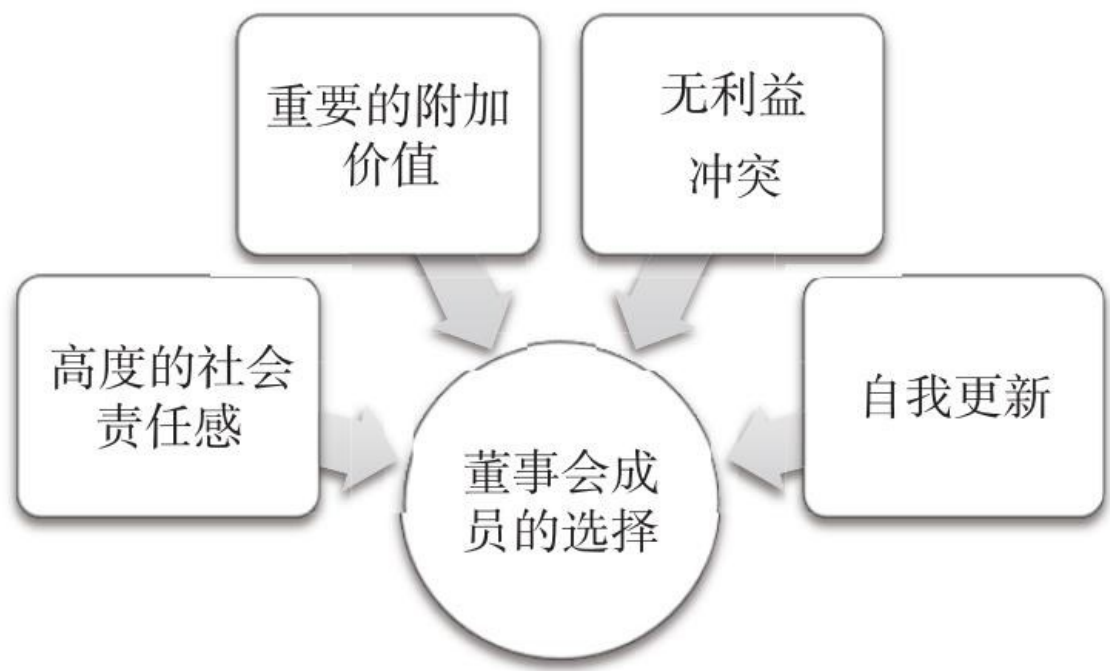 重要的附加
价值
无利益
冲突
高度的社会
责任感
自我更新
董事会成
员的选择